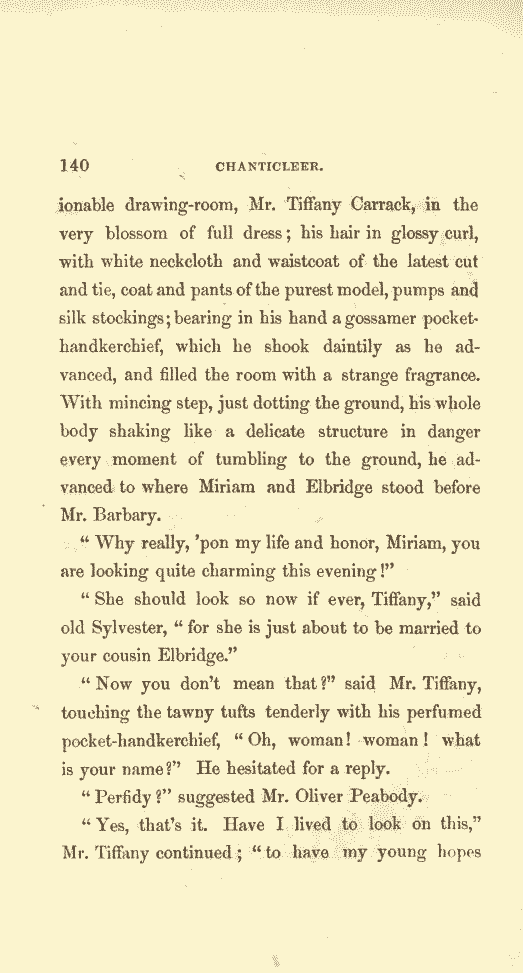 140 CHANTICLEER.
ionable drawing-room, Mr. Tiffany Carrack, in the
very blossom of full dress; his hair in glossy curl,
with white neckcloth and waistcoat of the latest cut
and tie, coat and pants of the purest model, pumps and
silk stockings; bearing in his hand a gossamer pocket-
handkerchief, which he shook daintily as he ad-
vanced, and filled the room with a strange fragrance.
With mincing step, just dotting the ground, his whole
body shaking like a delicate structure in danger
every moment of tumbling to the ground, he ad-
vanced to where Miriam and Elbridge stood before
Mr. Barbary.
“Why really, 'pon my life and honor, Miriam, you
are looking quite charming this evening!”
“She should look so now if ever, Tiffany,” said
old Sylvester, “for she is just about to be married to
your cousin Elbridge.”
“Now you don't mean that?” said Mr. Tiffany,
touching the tawny tufts tenderly with his perfumed
pocket-handkerchief, “Oh, woman! woman! what
is your name?” He hesitated for a reply.
“Perfidy?” suggested Mr. Oliver Peabody.
“Yes, that's it. Have I lived to look on this,”
Mr. Tiffany continued; “to have my young hopes